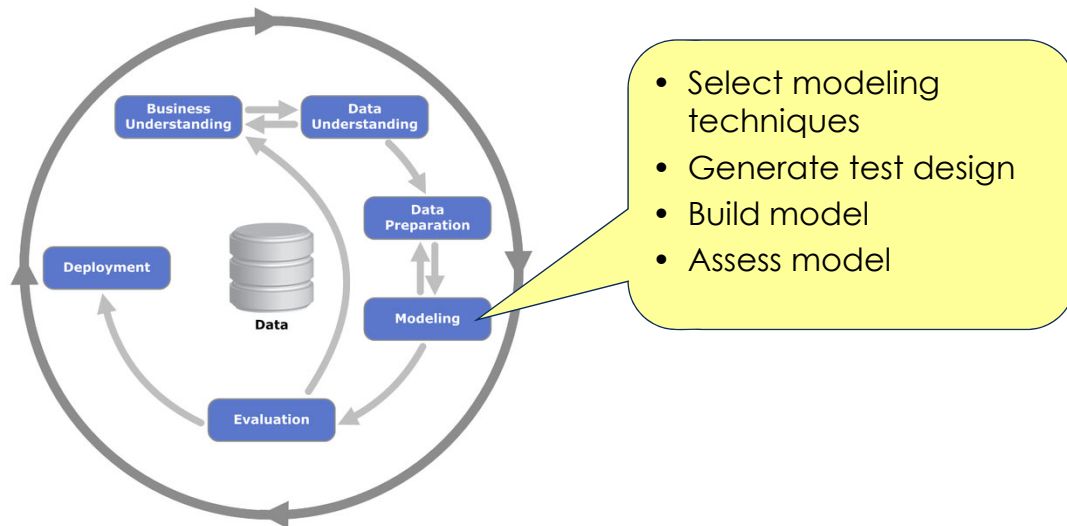 Business
Understanding
Data
Understanding
Data
Preparation
Modeling
Evaluation
Deployment
Data
• Select modeling
techniques
• Generate test design
• Build model
• Assess model